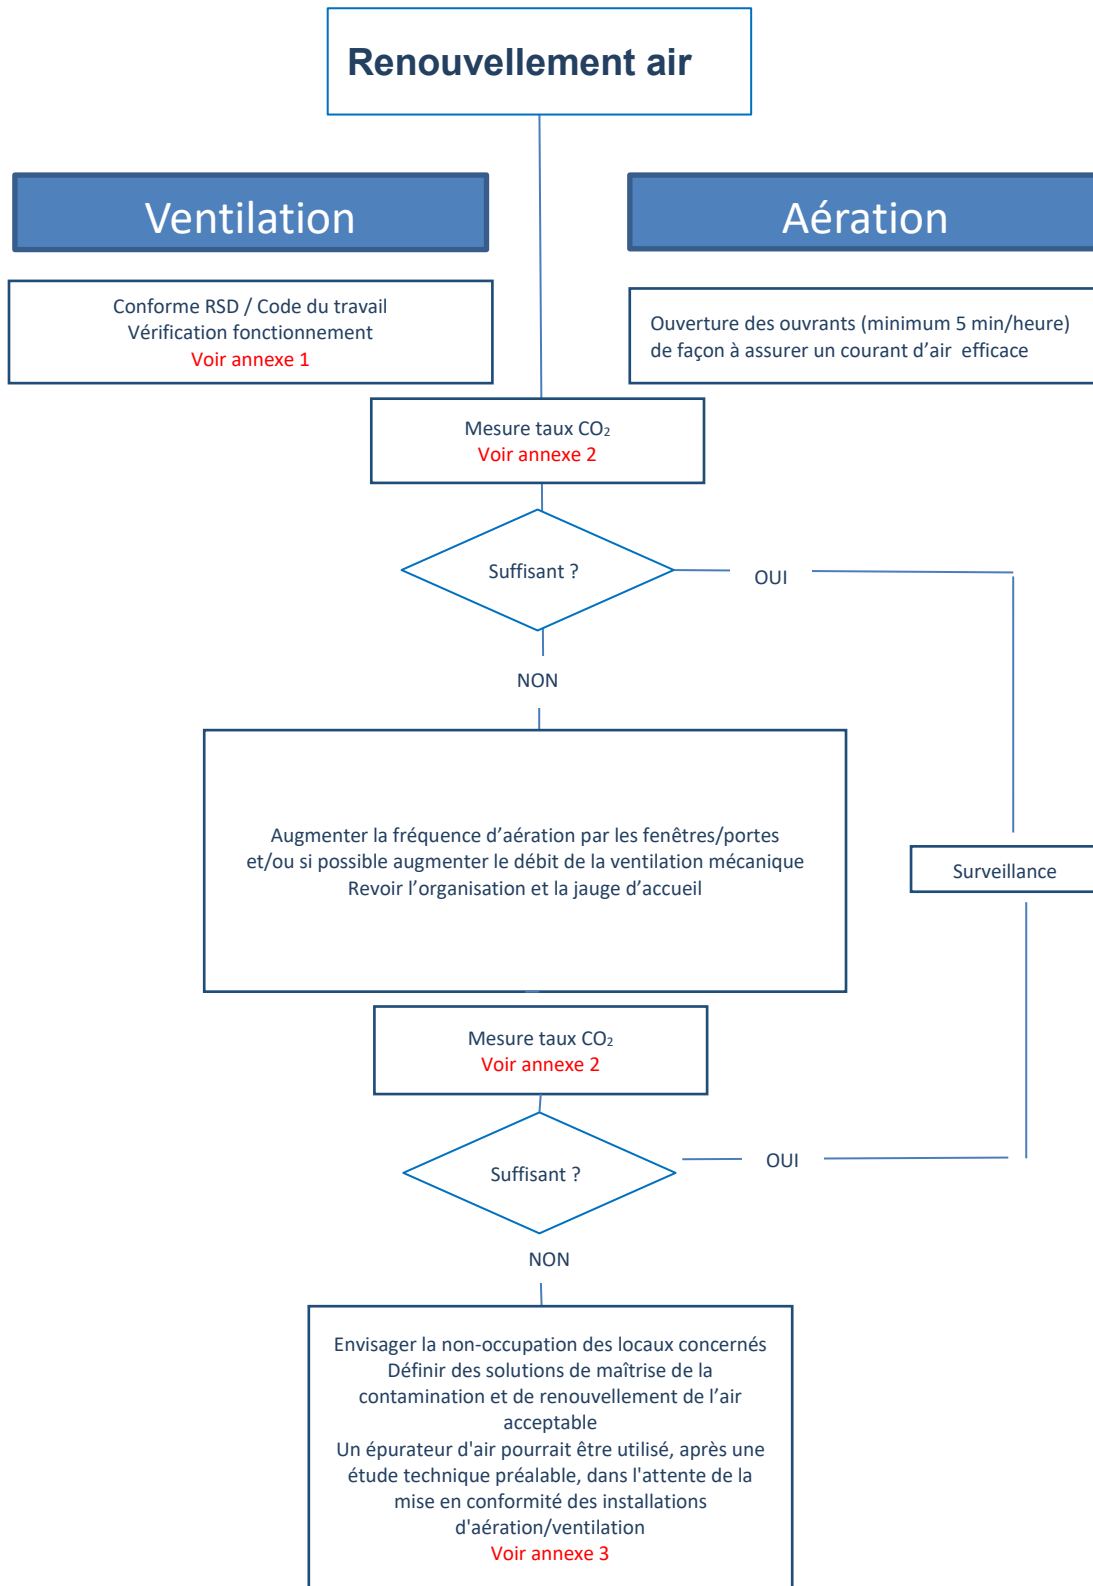 Renouvellement air
Ventilation
Aération
Conforme RSD / Code du travail
Vérification fonctionnement
Voir annexe 1
Ouverture des ouvrants (minimum 5 min/heure)
de façon à assurer un courant d’air  efficace
Mesure taux CO₂
Voir annexe 2
Suffisant ?
OUI
NON
Augmenter la fréquence d’aération par les fenêtres/portes
et/ou si possible augmenter le débit de la ventilation mécanique
Revoir l’organisation et la jauge d’accueil
Surveillance
Mesure taux CO₂
Voir annexe 2
Suffisant ?
OUI
NON
Envisager la non-occupation des locaux concernés
Définir des solutions de maîtrise de la
contamination et de renouvellement de l’air
acceptable
Un épurateur d'air pourrait être utilisé, après une
étude technique préalable, dans l'attente de la
mise en conformité des installations
d'aération/ventilation
Voir annexe 3